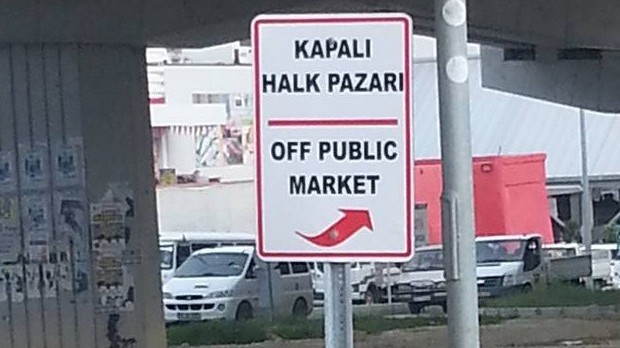 KAPALI
HALK PAZARI
OFF PUBLIC
MARKET